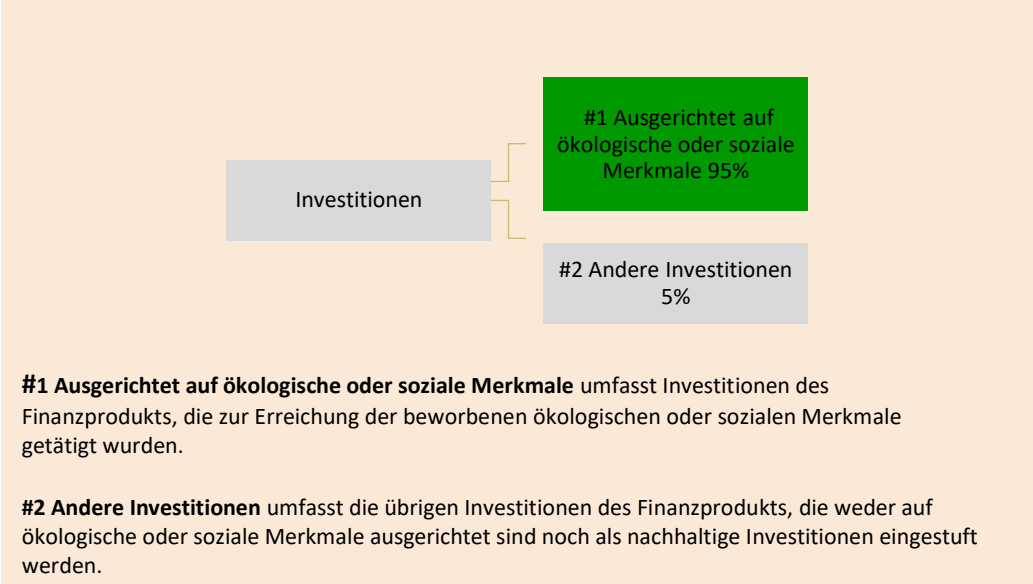 #1 Ausgerichtet auf
ökologische oder soziale
Merkmale 95%
Investitionen
#2 Andere Investitionen
5%
#1 Ausgerichtet auf ökologische oder soziale Merkmale umfasst Investitionen des
Finanzprodukts, die zur Erreichung der beworbenen ökologischen oder sozialen Merkmale
getätigt wurden.
#2 Andere Investitionen umfasst die übrigen Investitionen des Finanzprodukts, die weder auf
ökologische oder soziale Merkmale ausgerichtet sind noch als nachhaltige Investitionen eingestuft
werden.